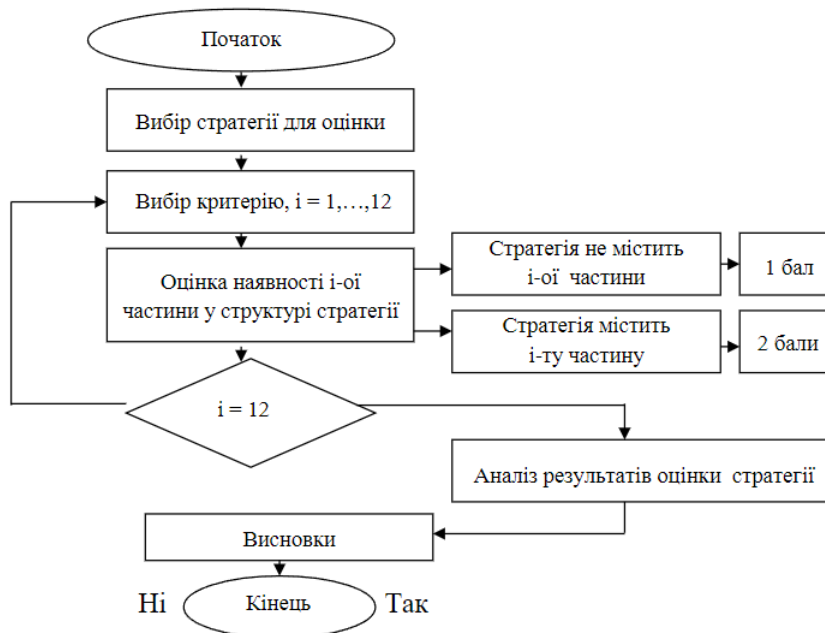 Початок
Вибір стратегії для оцінки
Вибір критерію, i = 1,…,12
Оцінка наявності i-ої
частини у структурі стратегії
Стратегія не містить
i-ої частини
1 бал
Стратегія містить
i-ту частину
2 бали
i = 12
Аналіз результатів оцінки стратегії
Висновки
Ні
Кінець
Так